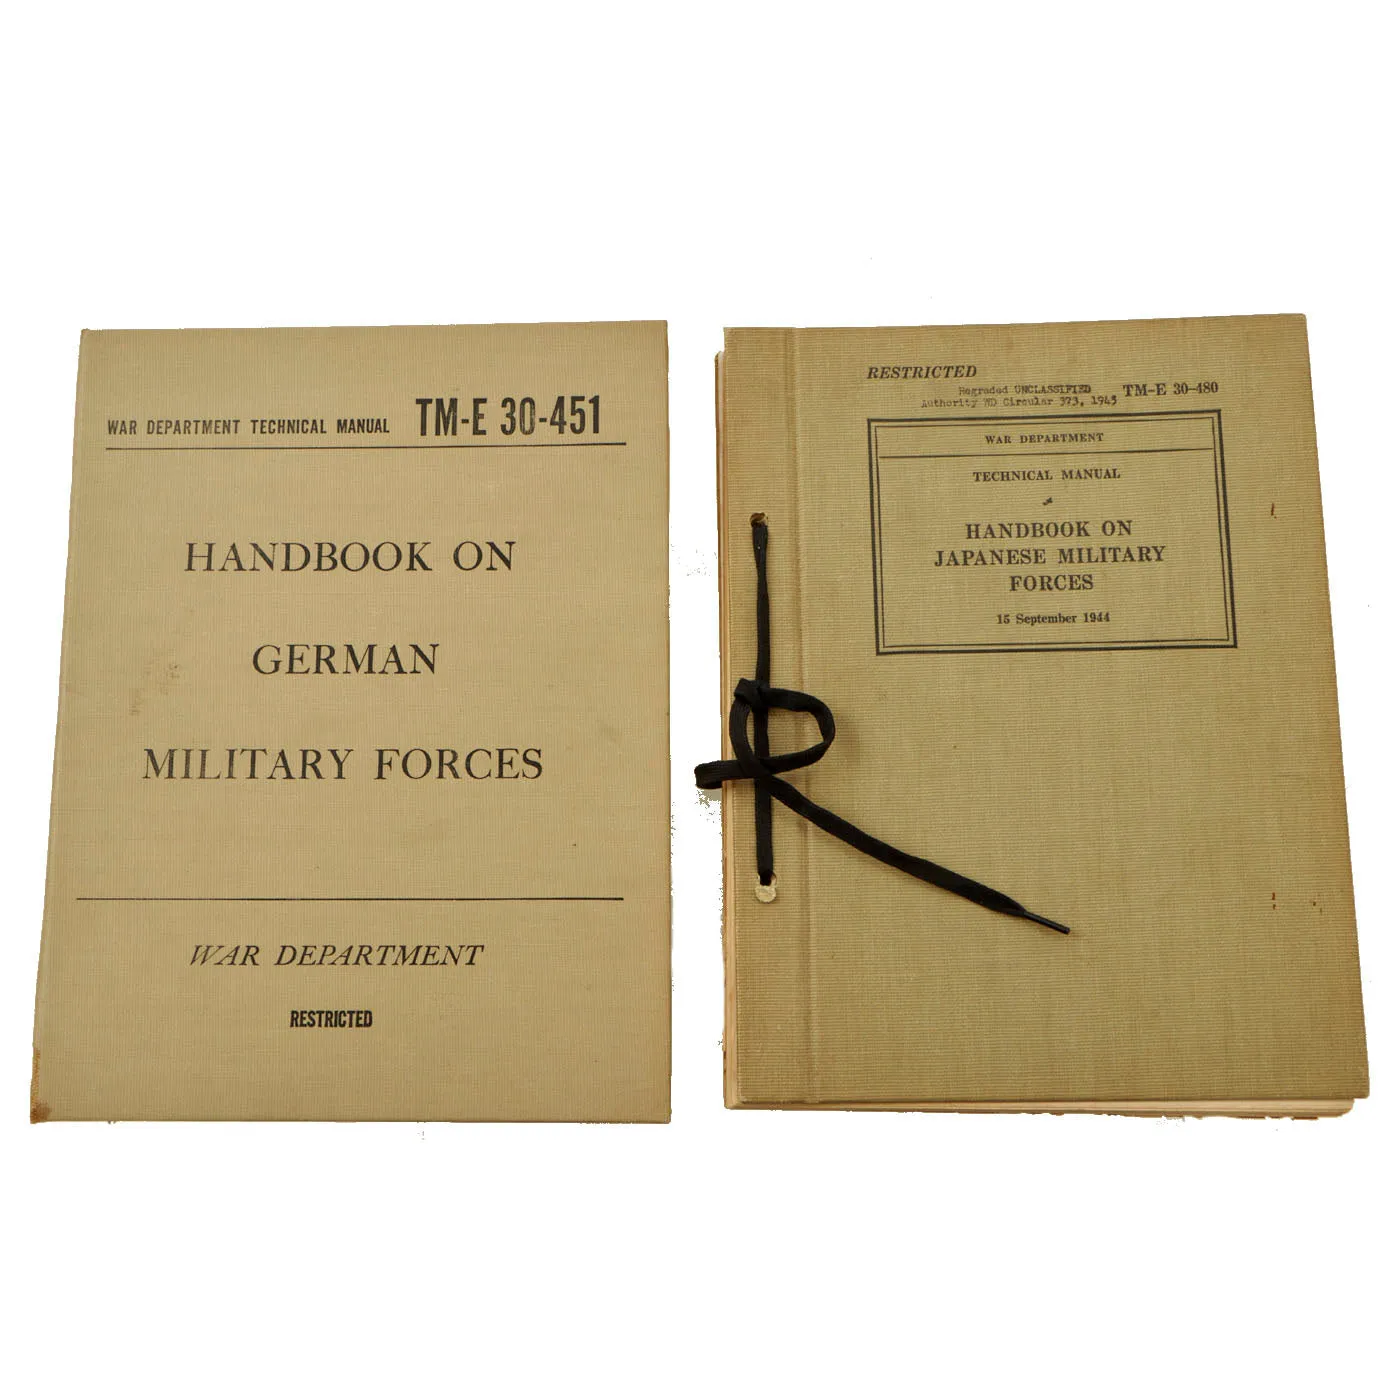 WAR DEPARTMENT TECHNICAL MANUAL TM-E 30-451
HANDBOOK ON
GERMAN
MILITARY FORCES
WAR DEPARTMENT
RESTRICTED
RESTRICTED
Regraded UNCLASSIFIED
Authority WD Circular 373, 1945 TM-E 30-480
WAR DEPARTMENT
TECHNICAL MANUAL
HANDBOOK ON
JAPANESE MILITARY
FORCES
15 September 1944